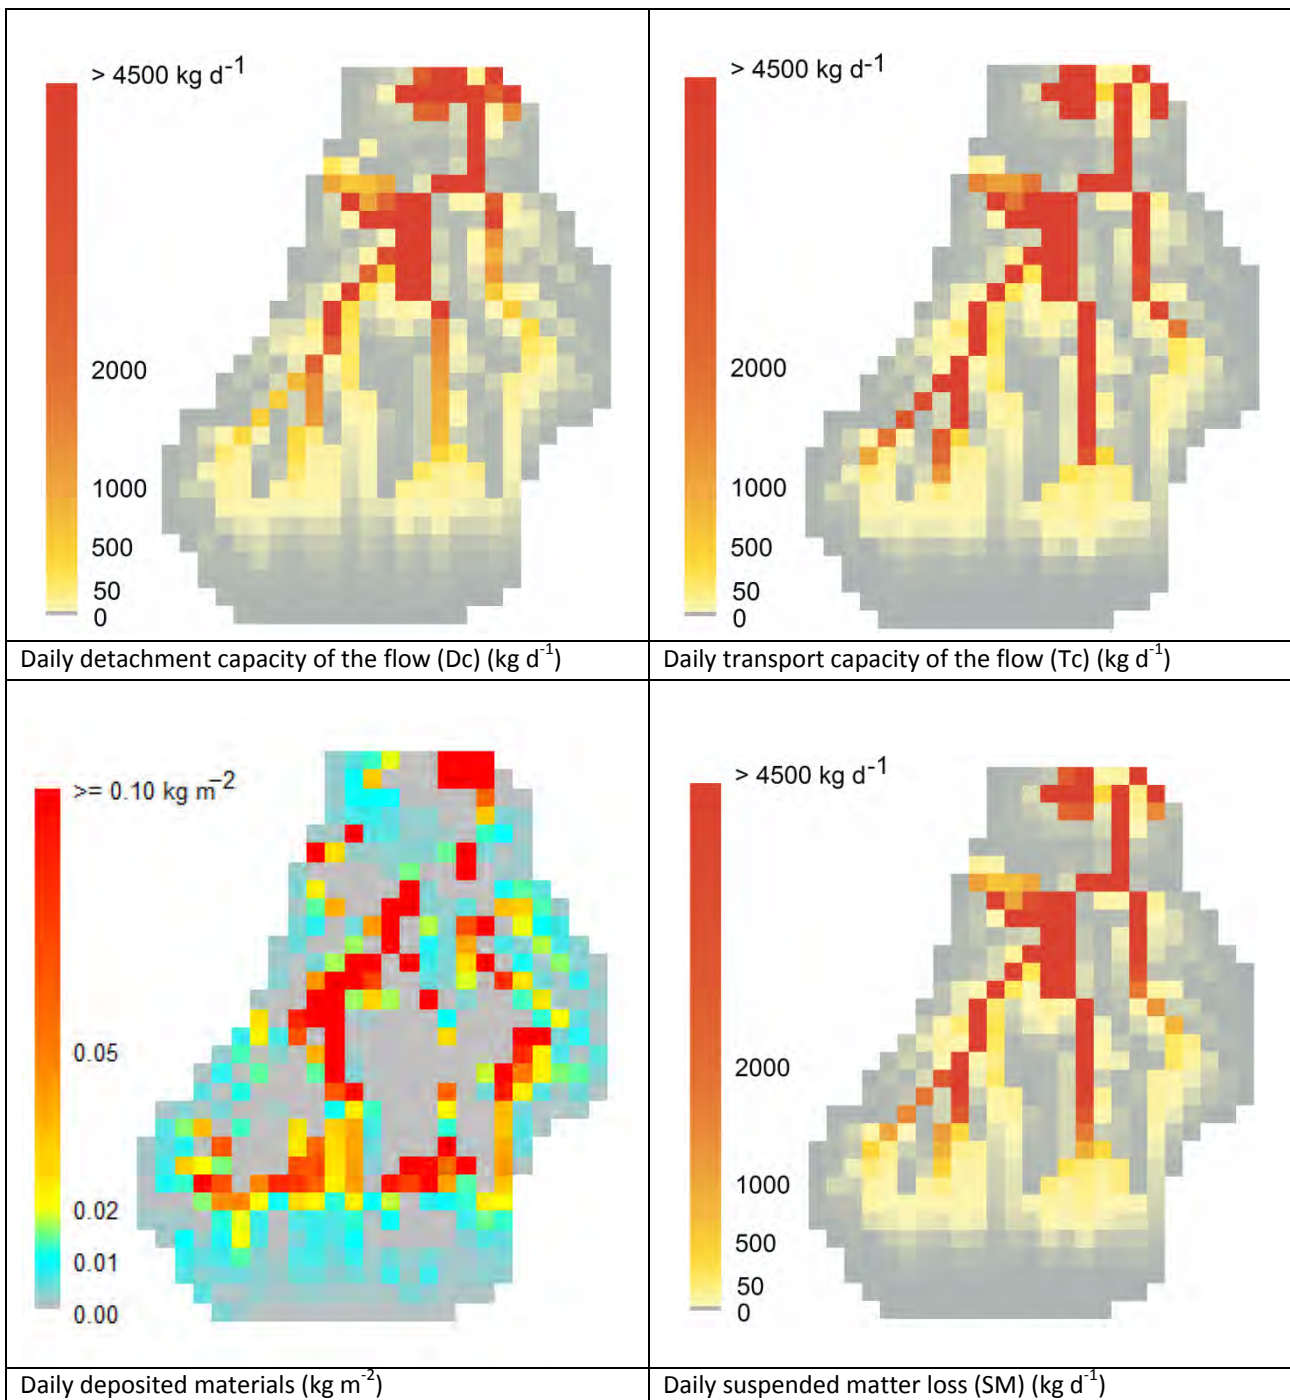 > 4500 kg d-1
2000
1000
500
50
0
Daily detachment capacity of the flow (Dc) (kg d-1)
> 4500 kg d-1
2000
1000
500
50
0
Daily transport capacity of the flow (Tc) (kg d-1)
>= 0.10 kg m-2
0.05
0.02
0.01
0.00
Daily deposited materials (kg m-2)
> 4500 kg d-1
2000
1000
500
50
0
Daily suspended matter loss (SM) (kg d-1)